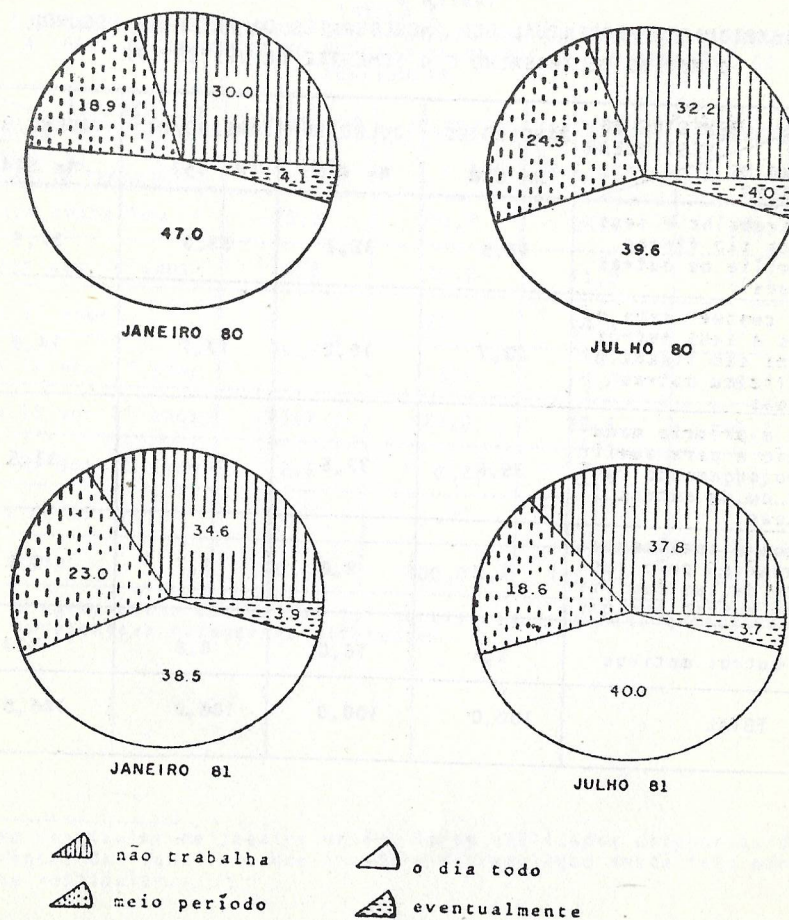 18.9
30.0
4.1
47.0
JANEIRO 80
24.3
32.2
4.0
39.6
JULHO 80
23.0
34.6
3.9
38.5
JANEIRO 81
18.6
37.8
3.7
40.0
JULHO 81
não trabalha
o dia todo
meio período
eventualmente